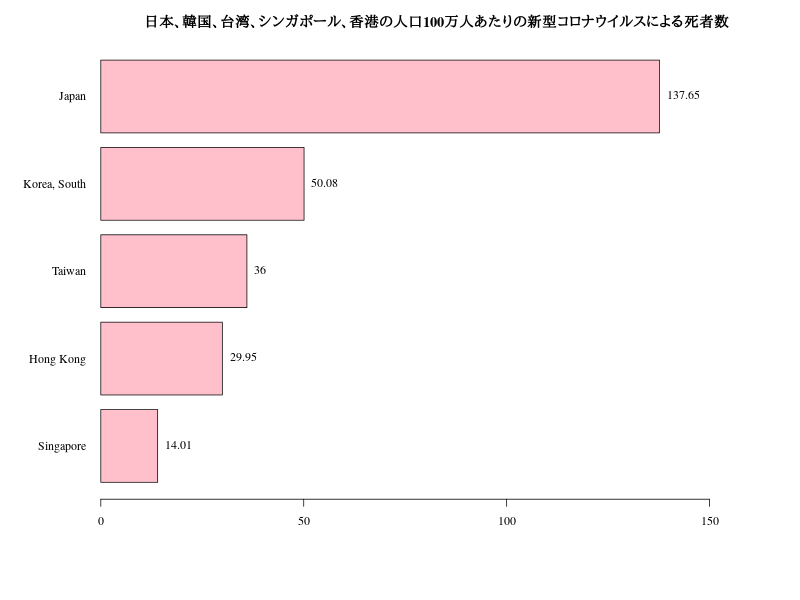 日本、韓国、台湾、シンガポール、香港の人口100万人あたりの新型コロナウイルスによる死者数
Japan 137.65
Korea, South 50.08
Taiwan 36
Hong Kong 29.95
Singapore 14.01
0 50 100 150